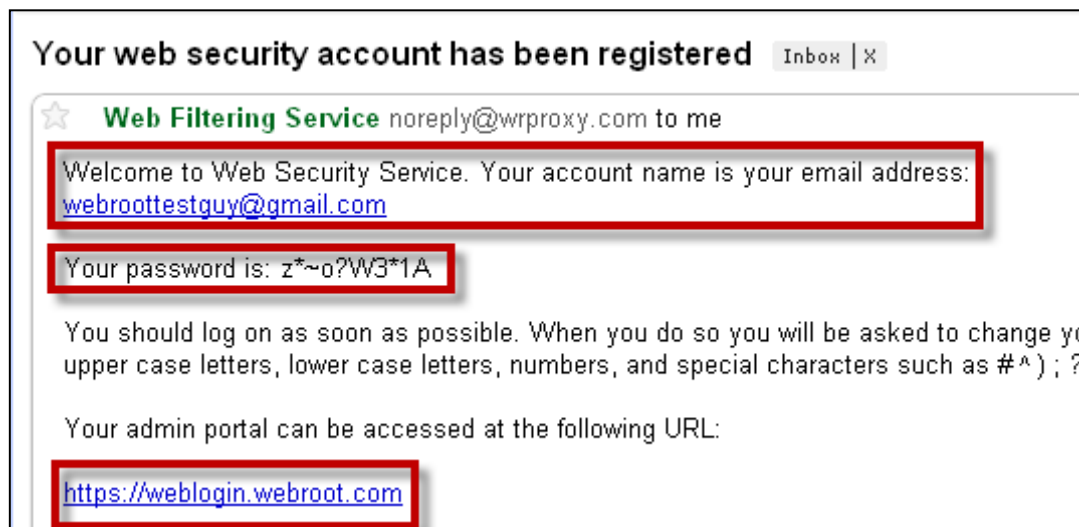 Your web security account has been registered Inbox | X
Web Filtering Service noreply@wrproxy.com to me
Welcome to Web Security Service. Your account name is your email address:
webroottestguy@gmail.com
Your password is: z*~o?W3*1A
You should log on as soon as possible. When you do so you will be asked to change yo
upper case letters, lower case letters, numbers, and special characters such as #^) ; ?
Your admin portal can be accessed at the following URL:
https://weblogin.webroot.com